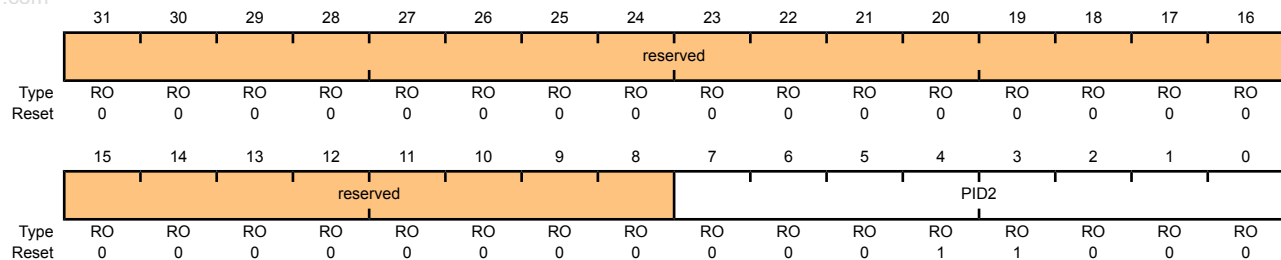 .com
31 30 29 28 27 26 25 24 23 22 21 20 19 18 17 16
reserved
Type RO RO RO RO RO RO RO RO RO RO RO RO RO RO RO RO
Reset 0 0 0 0 0 0 0 0 0 0 0 0 0 0 0 0
15 14 13 12 11 10 9 8 7 6 5 4 3 2 1 0
reserved PID2
Type RO RO RO RO RO RO RO RO RO RO RO RO RO RO RO RO
Reset 0 0 0 0 0 0 0 0 0 0 0 1 1 0 0 0